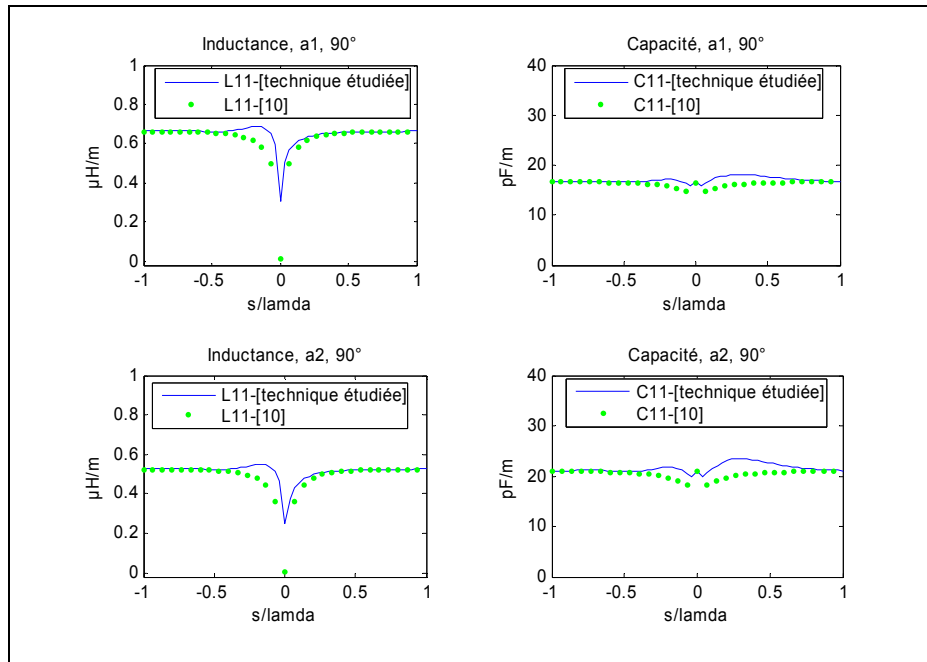 Inductance, a1, 90°
1
0.8
0.6
0.4
0.2
0
µH/m
L11-[technique étudiée]
L11-[10]
-1 -0.5 0 0.5 1
s/lamda
Capacité, a1, 90°
40
30
20
10
0
pF/m
C11-[technique étudiée]
C11-[10]
-1 -0.5 0 0.5 1
s/lamda
Inductance, a2, 90°
1
0.8
0.6
0.4
0.2
0
µH/m
L11-[technique étudiée]
L11-[10]
-1 -0.5 0 0.5 1
s/lamda
Capacité, a2, 90°
40
30
20
10
0
pF/m
C11-[technique étudiée]
C11-[10]
-1 -0.5 0 0.5 1
s/lamda